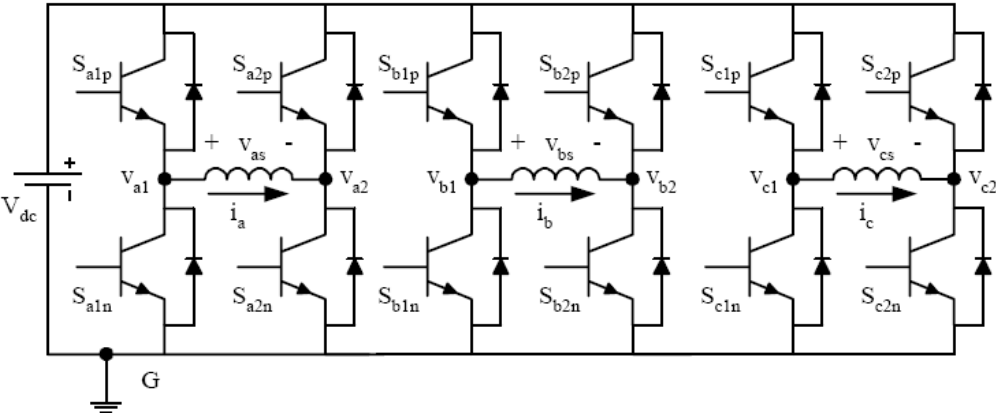 Sa1p Sa2p Sb1p Sb2p Sc1p Sc2p
+ vas - + vbs - + vcs -
+
-
Vdc
va1 va2 vb1 vb2 vc1 vc2
ia ib ic
Sa1n Sa2n Sb1n Sb2n Sc1n Sc2n
G